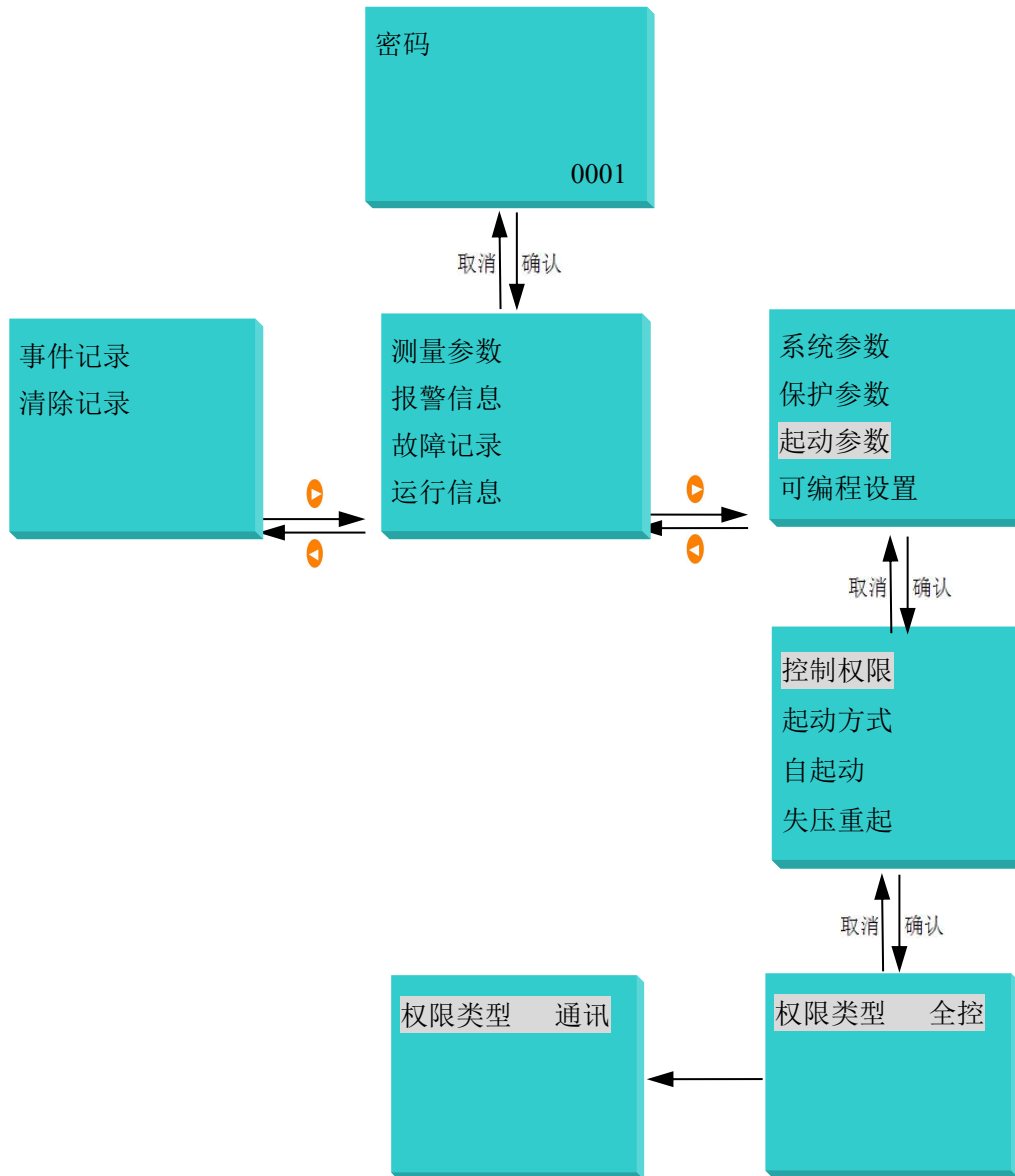 密码
0001
取消 确认
事件记录
清除记录
测量参数
报警信息
故障记录
运行信息
系统参数
保护参数
起动参数
可编程设置
取消 确认
控制权限
起动方式
自起动
失压重起
取消 确认
权限类型 通讯
权限类型 全控